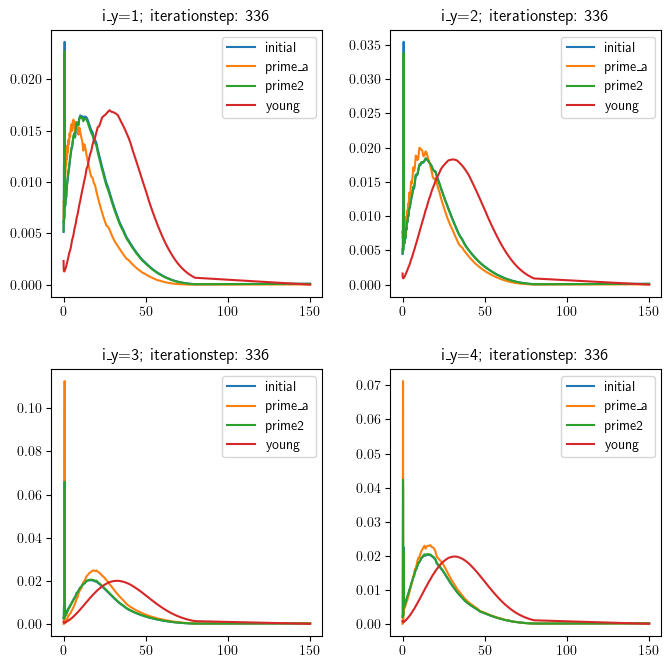 i_y=1; iterationstep: 336
initial
prime_a
prime2
young
0.020
0.015
0.010
0.005
0.000
0
50
100
150
i_y=2; iterationstep: 336
initial
prime_a
prime2
young
0.035
0.030
0.025
0.020
0.015
0.010
0.005
0.000
0
50
100
150
i_y=3; iterationstep: 336
initial
prime_a
prime2
young
0.10
0.08
0.06
0.04
0.02
0.00
0
50
100
150
i_y=4; iterationstep: 336
initial
prime_a
prime2
young
0.07
0.06
0.05
0.04
0.03
0.02
0.01
0.00
0
50
100
150